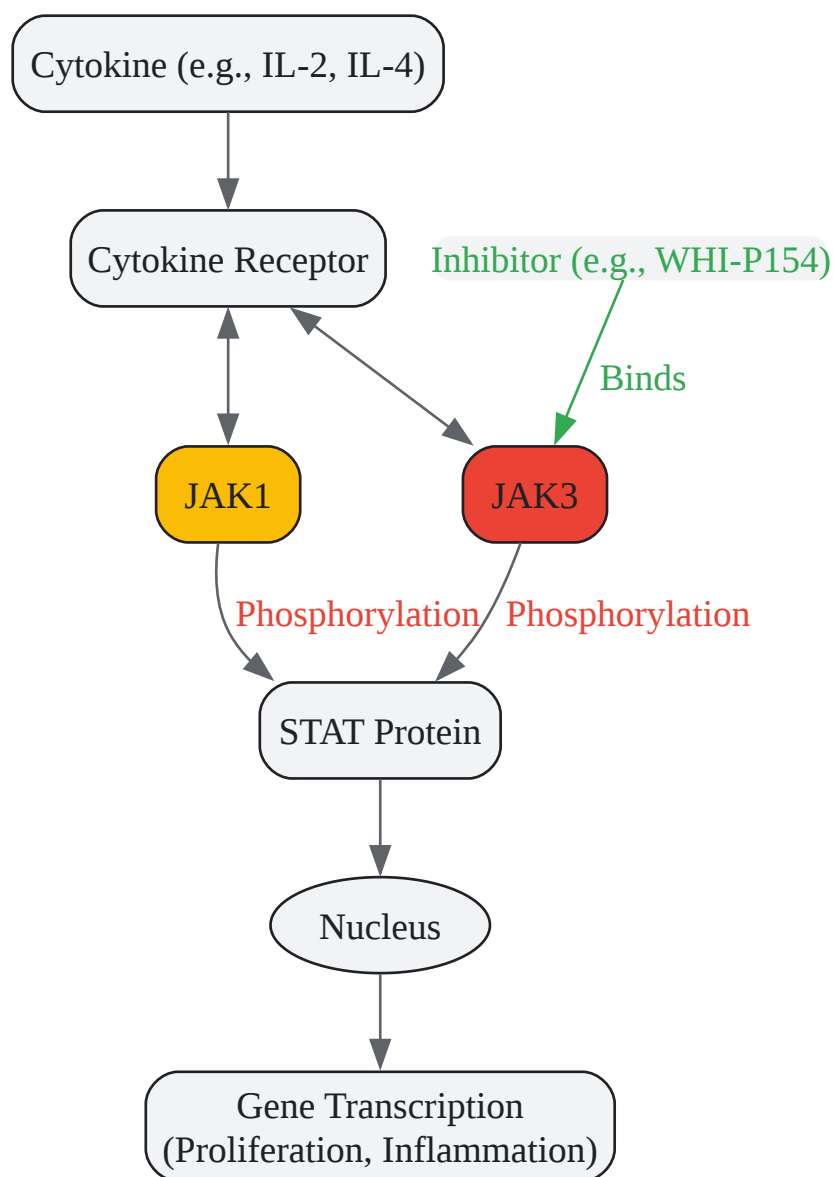 Cytokine (e.g., IL-2, IL-4)
Cytokine Receptor
Inhibitor (e.g., WHI-P154)
Binds
JAK1
JAK3
Phosphorylation
Phosphorylation
STAT Protein
Nucleus
Gene Transcription
(Proliferation, Inflammation)